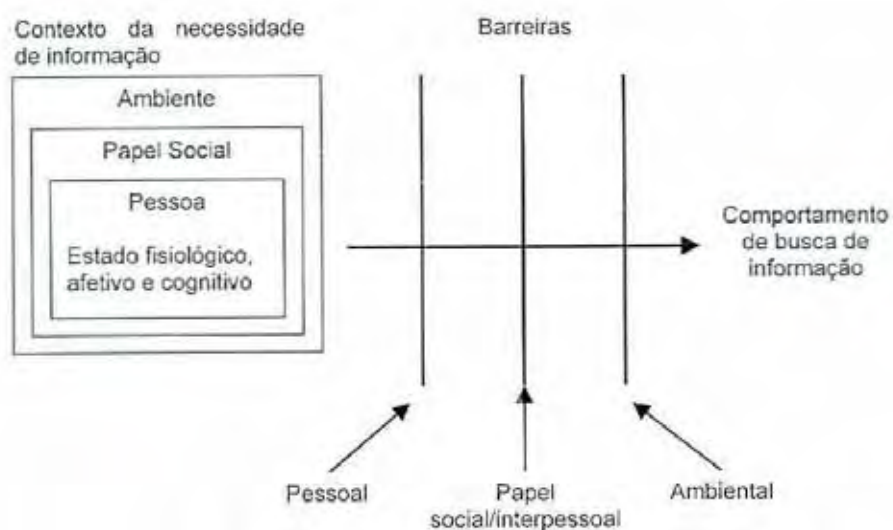 Contexto da necessidade
de informação
Barreiras
Ambiente
Papel Social
Pessoa
Estado fisiológico,
afetivo e cognitivo
Comportamento
de busca de
informação
Pessoal
Papel
social/interpessoal
Ambiental